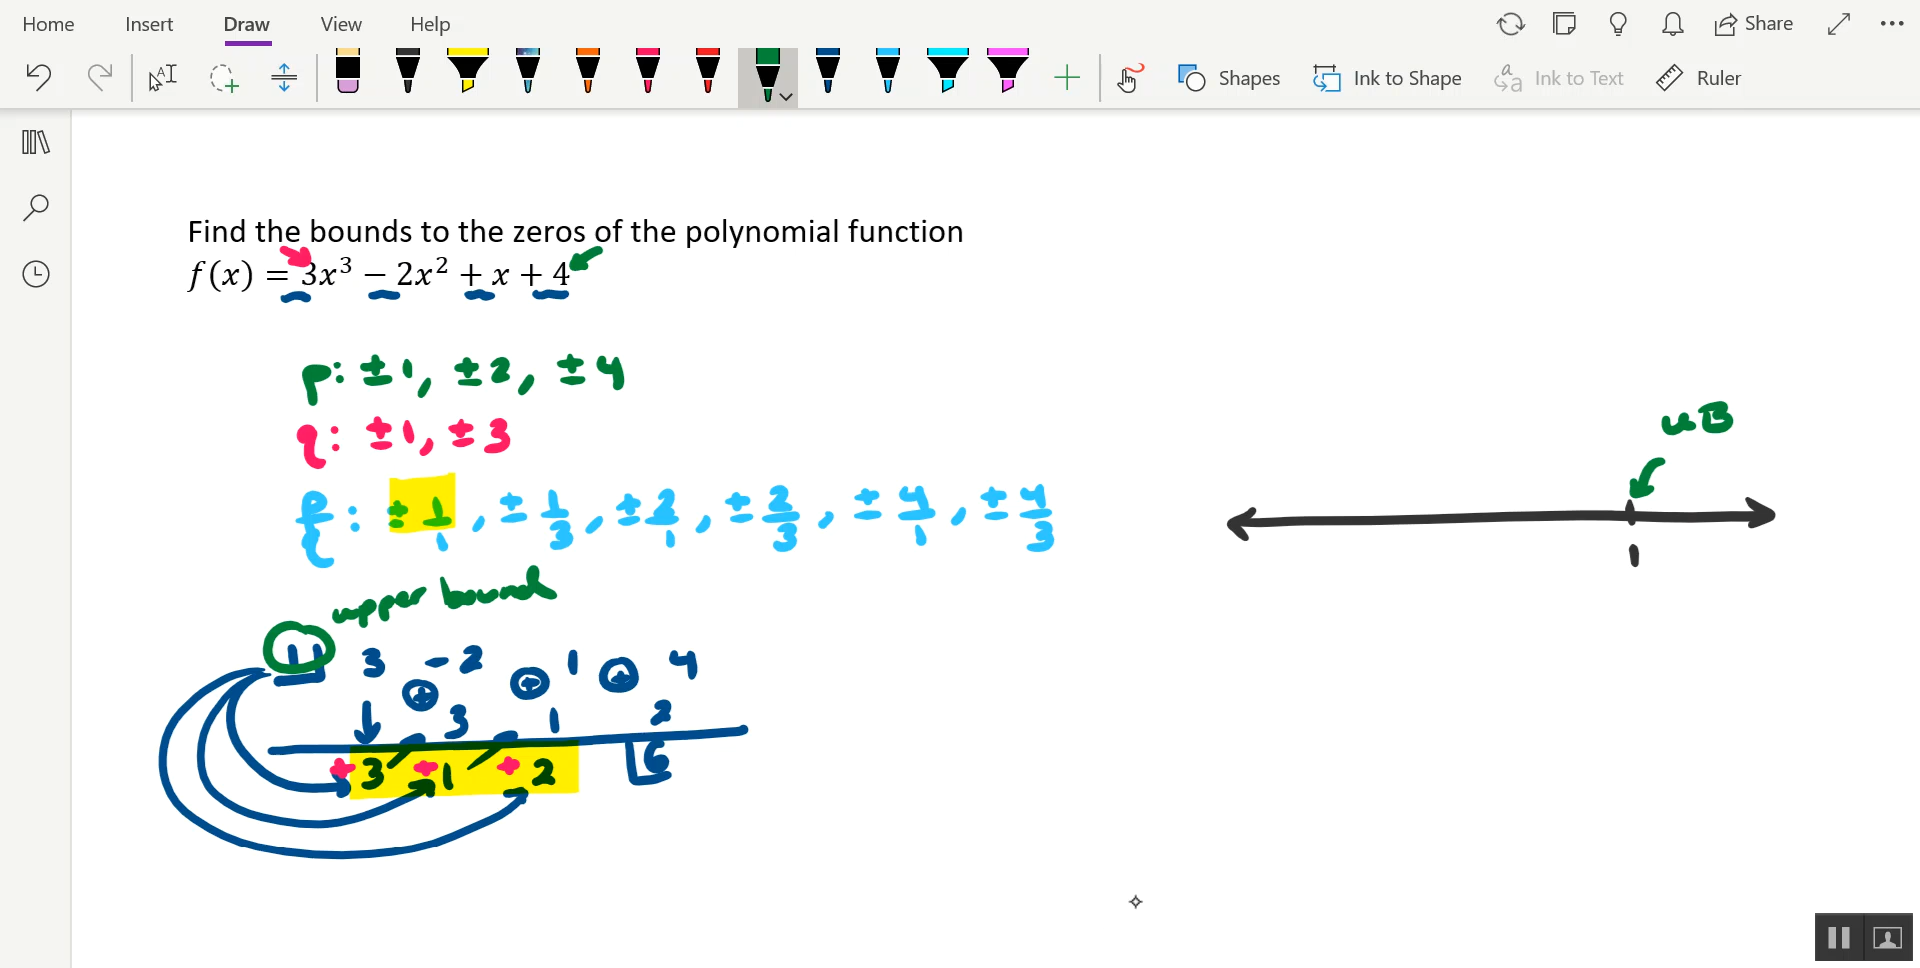 Home Insert Draw View Help Share
Shapes Ink to Shape Ink to Text Ruler
Find the bounds to the zeros of the polynomial function
f(x) = 3x³ − 2x² + x + 4
p: ±1, ±2, ±4
q: ±1, ±3
p/q: ±1/1, ±1/3, ±2/1, ±2/3, ±4/1, ±4/3
UB
1
upper bound
1 3 -2 1 4
+ + +
3 1 2
+3 +1 +2 6